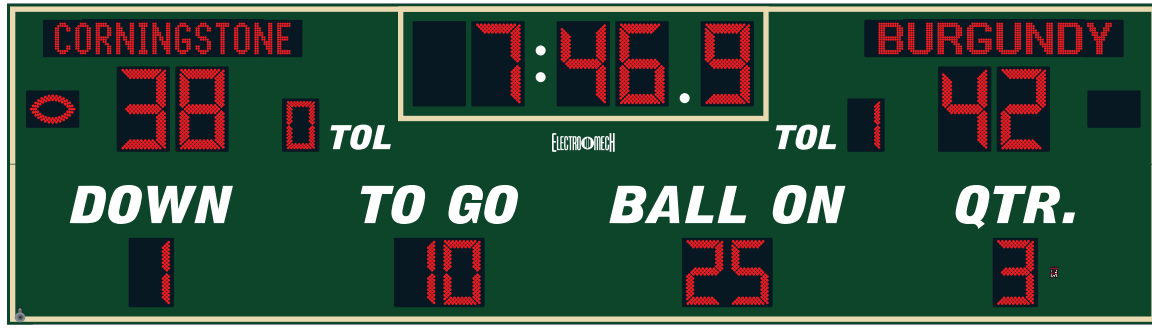 CORNINGSTONE 7:46.9 BURGUNDY
38 0 TOL TOL 1 42
ELECTRO-MECH
DOWN TO GO BALL ON QTR.
1 10 25 3